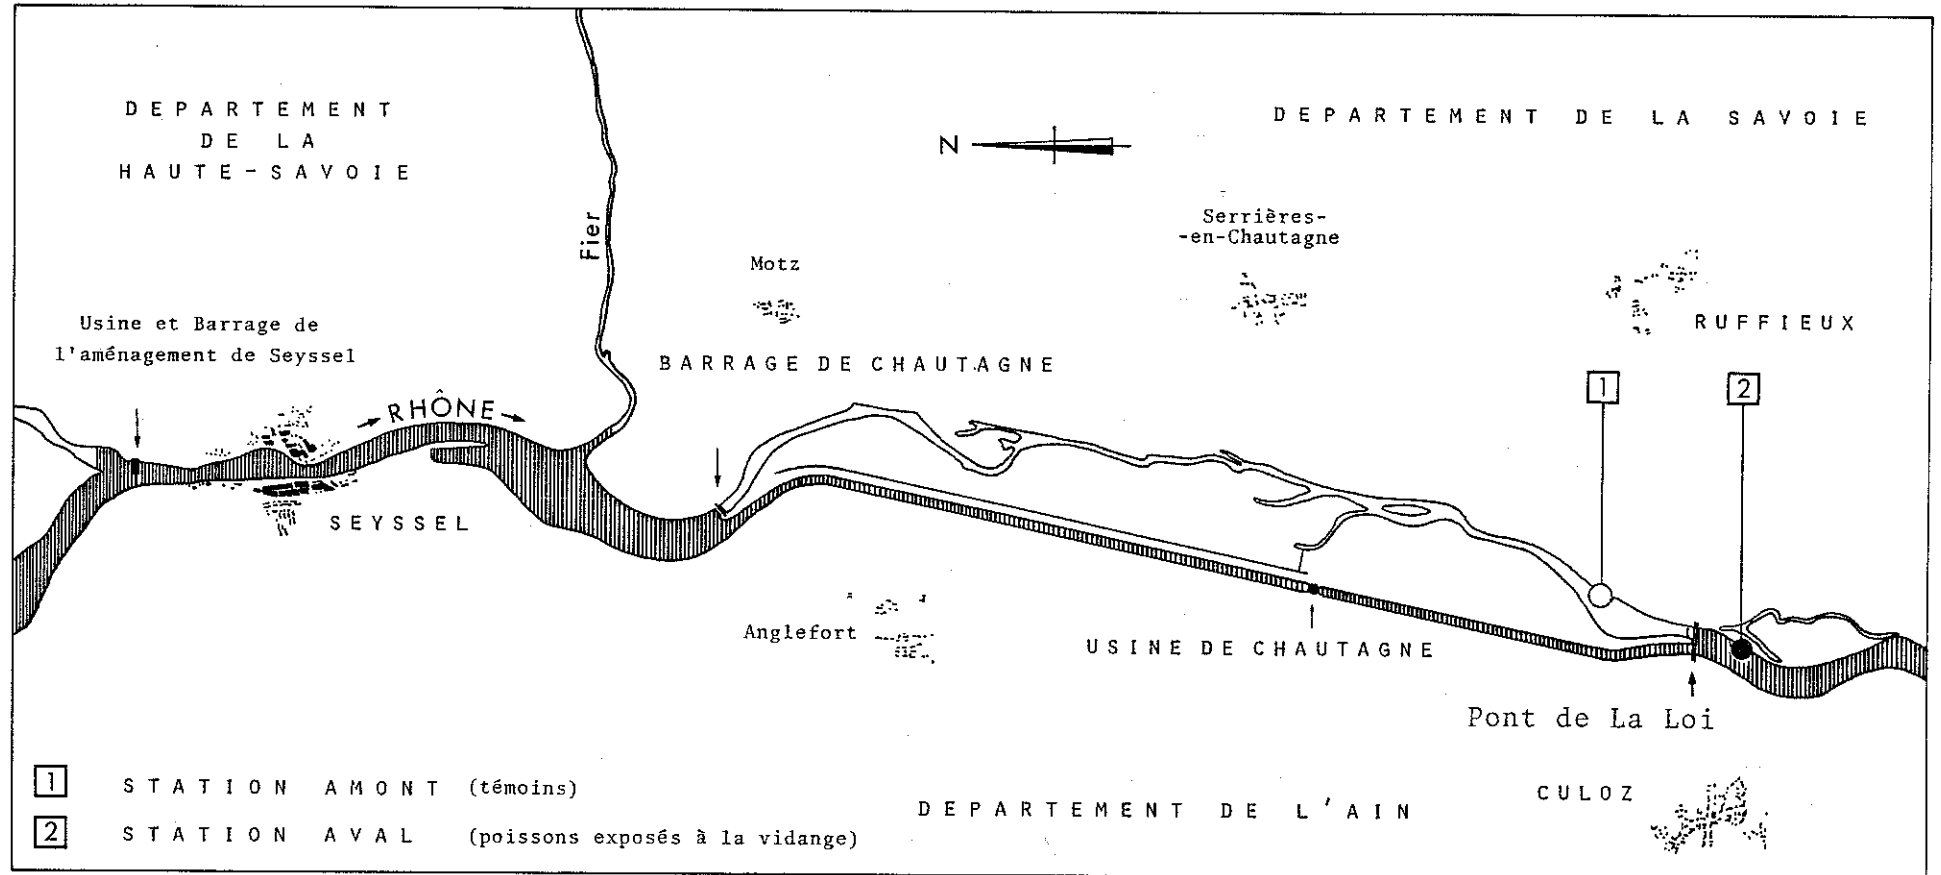 DEPARTEMENT
DE LA
HAUTE-SAVOIE
N
DEPARTEMENT DE LA SAVOIE
Fier
Serrières-
-en-Chautagne
Motz
Usine et Barrage de
l'aménagement de Seyssel
RUFFIEUX
BARRAGE DE CHAUTAGNE
1
2
RHÔNE
SEYSSEL
Anglefort
USINE DE CHAUTAGNE
Pont de La Loi
1 STATION AMONT (témoins)
2 STATION AVAL (poissons exposés à la vidange)
DEPARTEMENT DE L'AIN
CULOZ